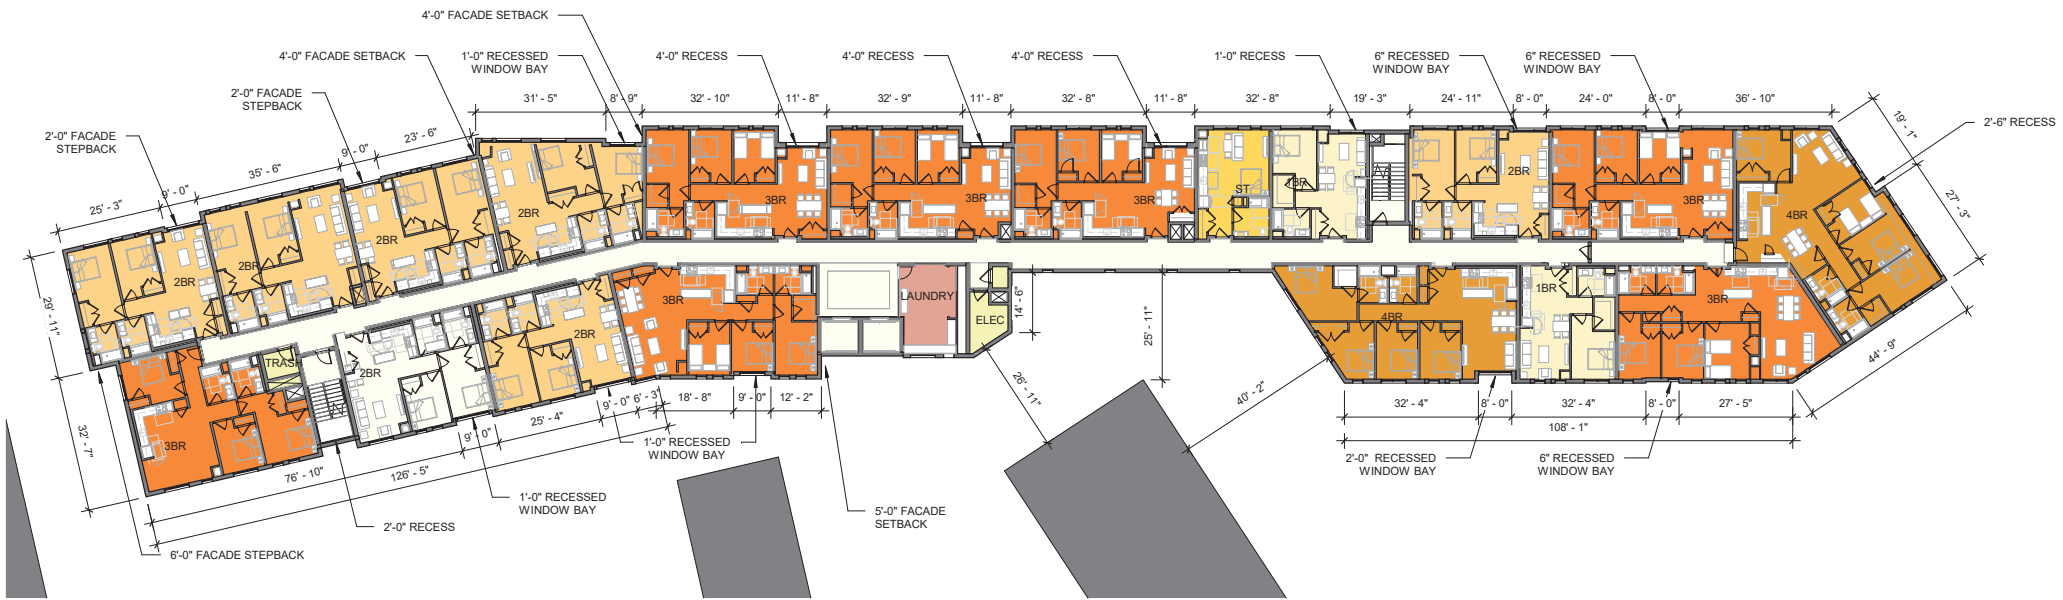 4'-0" FACADE SETBACK
4'-0" FACADE SETBACK
1'-0" RECESSED
WINDOW BAY
4'-0" RECESS
4'-0" RECESS
4'-0" RECESS
1'-0" RECESS
6" RECESSED
WINDOW BAY
6" RECESSED
WINDOW BAY
2'-0" FACADE
STEPBACK
2'-0" FACADE
STEPBACK
2'-6" RECESS
31' - 5"
8' - 9"
32' - 10"
11' - 8"
32' - 9"
11' - 8"
32' - 8"
11' - 8"
32' - 8"
19' - 3"
24' - 11"
8' - 0"
24' - 0"
8' - 0"
36' - 10"
19' - 1"
27' - 3"
44' - 9"
25' - 3"
9' - 0"
35' - 6"
9' - 0"
23' - 6"
29' - 11"
32' - 7"
2BR
2BR
2BR
2BR
3BR
3BR
3BR
ST
1BR
2BR
3BR
4BR
3BR
TRASH
2BR
2BR
3BR
LAUNDRY
ELEC
4BR
1BR
3BR
14' - 6"
25' - 11"
26' - 11"
40' - 2"
76' - 10"
126' - 5"
9' - 0"
25' - 4"
9' - 0"
6' - 3"
18' - 8"
9' - 0"
12' - 2"
32' - 4"
8' - 0"
32' - 4"
8' - 0"
27' - 5"
108' - 1"
1'-0" RECESSED
WINDOW BAY
2'-0" RECESSED
WINDOW BAY
6" RECESSED
WINDOW BAY
1'-0" RECESSED
WINDOW BAY
5'-0" FACADE
SETBACK
2'-0" RECESS
6'-0" FACADE STEPBACK